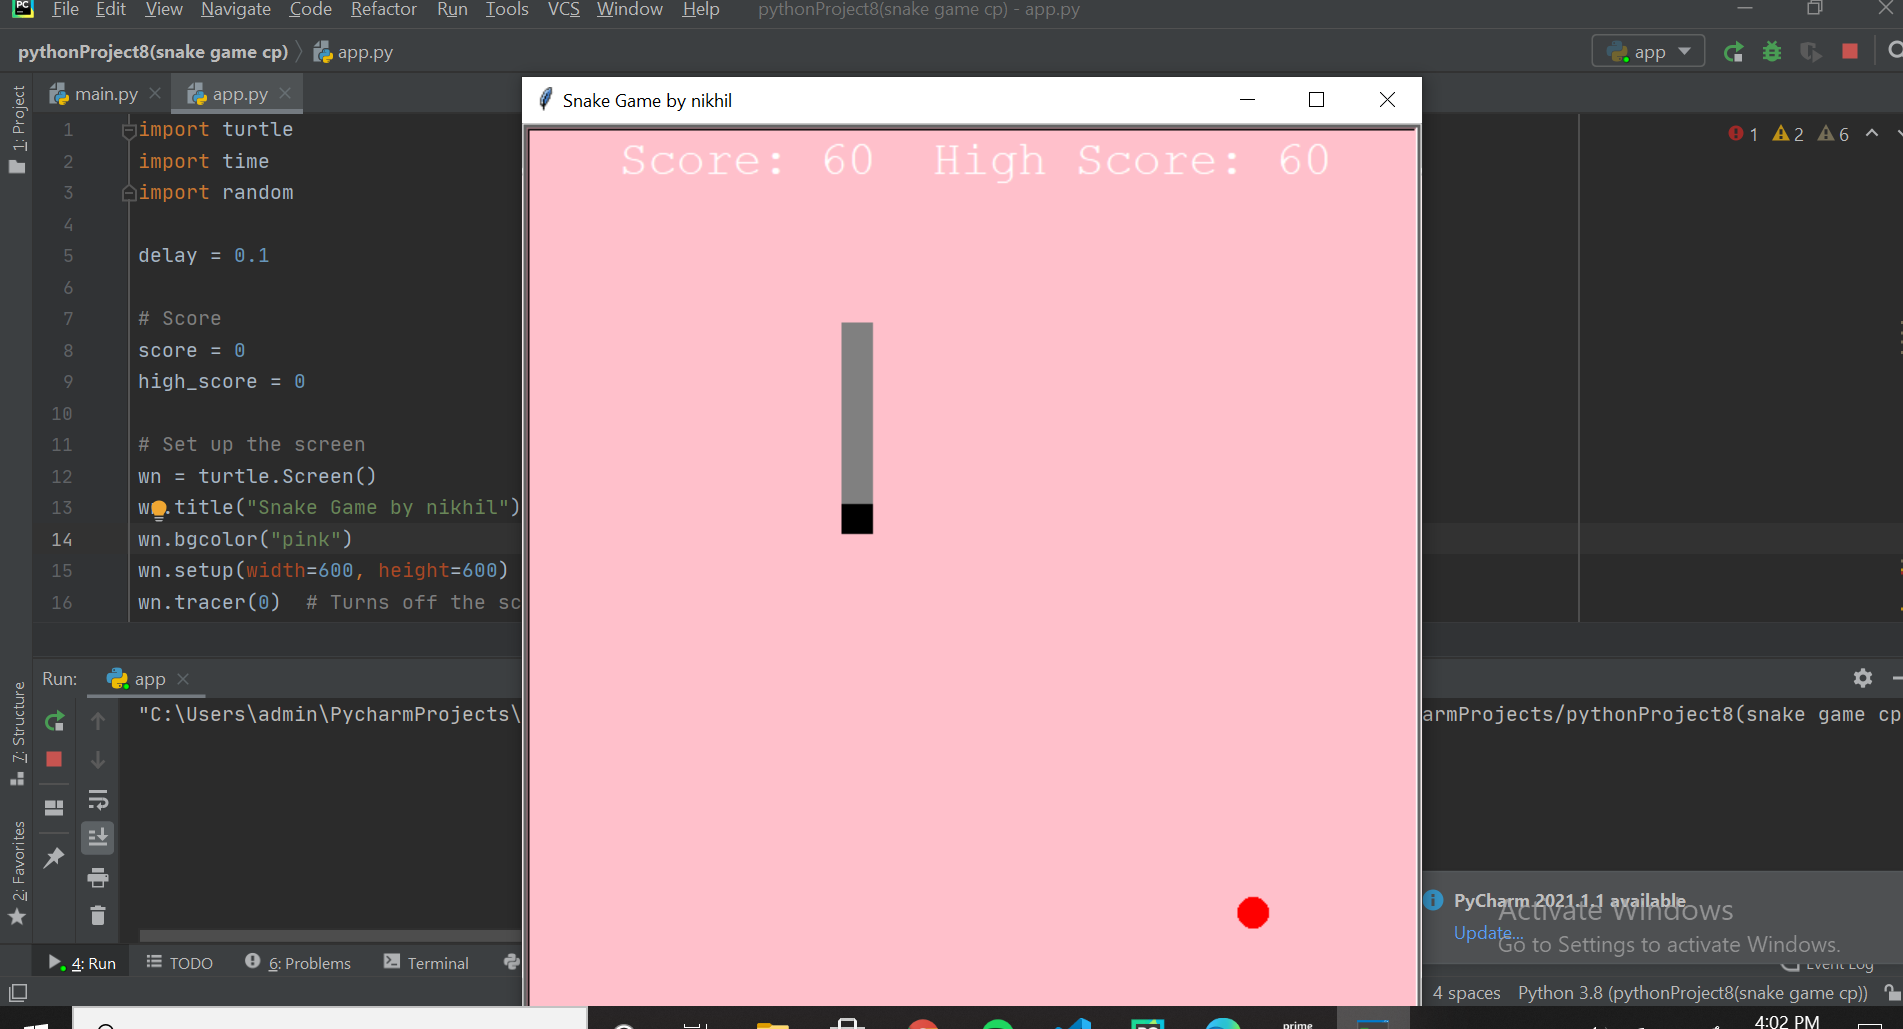 PC File Edit View Navigate Code Refactor Run Tools VCS Window Help pythonProject8(snake game cp) - app.py
pythonProject8(snake game cp) app.py
app
1: Project
main.py app.py
Snake Game by nikhil
1 import turtle
2 import time
3 import random
4
5 delay = 0.1
6
7 # Score
8 score = 0
9 high_score = 0
10
11 # Set up the screen
12 wn = turtle.Screen()
13 wn.title("Snake Game by nikhil")
14 wn.bgcolor("pink")
15 wn.setup(width=600, height=600)
16 wn.tracer(0) # Turns off the sc
1 2 6
Score: 60 High Score: 60
Run: app
"C:\Users\admin\PycharmProjects\
armProjects/pythonProject8(snake game cp
7: Structure
2: Favorites
PyCharm 2021.1.1 available
Update...
Activate Windows
Go to Settings to activate Windows.
4: Run TODO 6: Problems Terminal
Event Log
4 spaces Python 3.8 (pythonProject8(snake game cp))
prime
4:02 PM